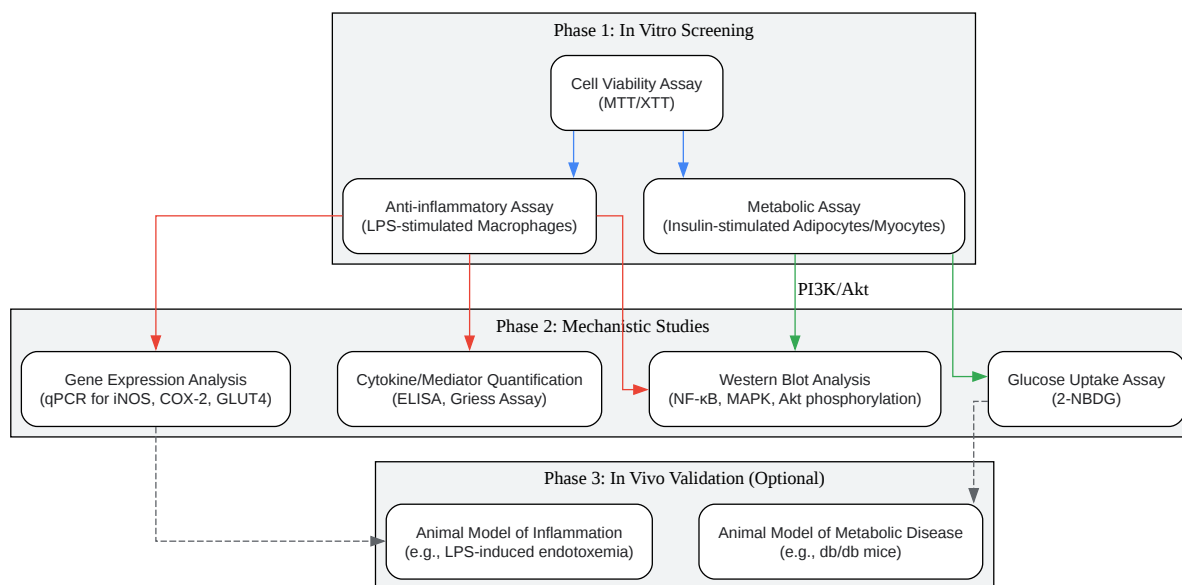 Phase 1: In Vitro Screening
Cell Viability Assay
(MTT/XTT)
Anti-inflammatory Assay
(LPS-stimulated Macrophages)
Metabolic Assay
(Insulin-stimulated Adipocytes/Myocytes)
PI3K/Akt
Phase 2: Mechanistic Studies
Gene Expression Analysis
(qPCR for iNOS, COX-2, GLUT4)
Cytokine/Mediator Quantification
(ELISA, Griess Assay)
Western Blot Analysis
(NF-κB, MAPK, Akt phosphorylation)
Glucose Uptake Assay
(2-NBDG)
Phase 3: In Vivo Validation (Optional)
Animal Model of Inflammation
(e.g., LPS-induced endotoxemia)
Animal Model of Metabolic Disease
(e.g., db/db mice)